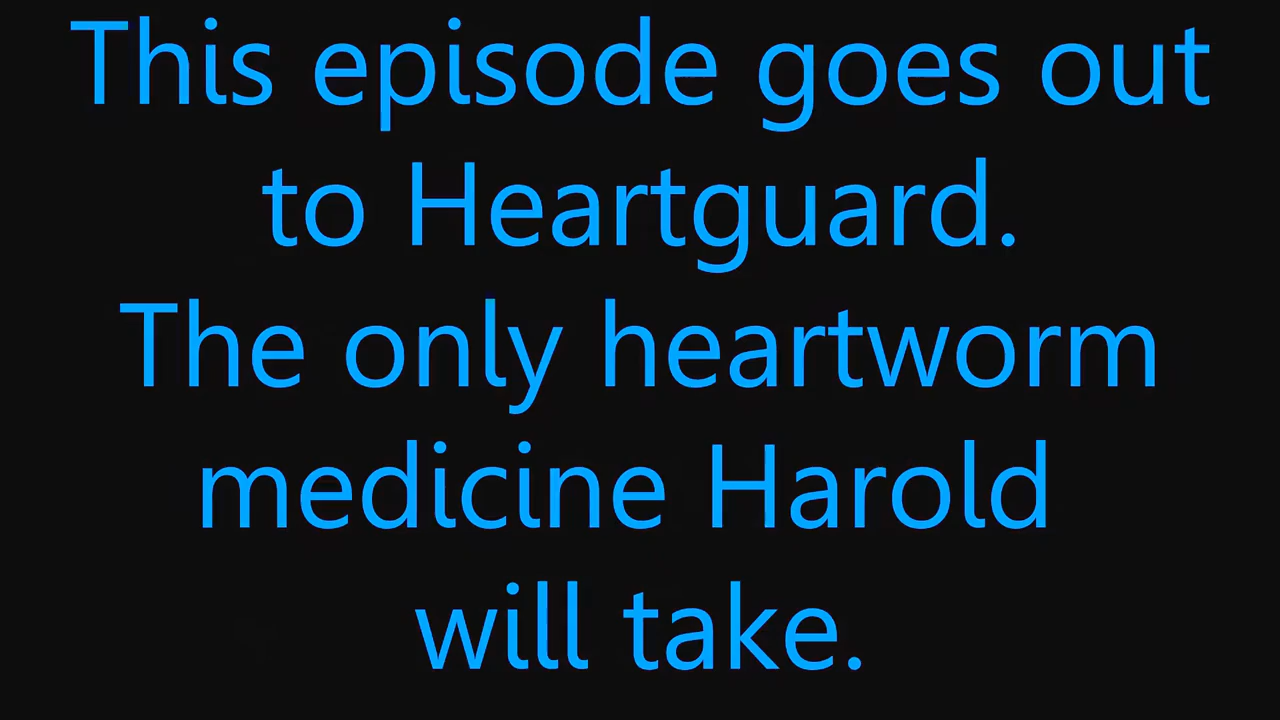 This episode goes out
to Heartguard.
The only heartworm
medicine Harold
will take.